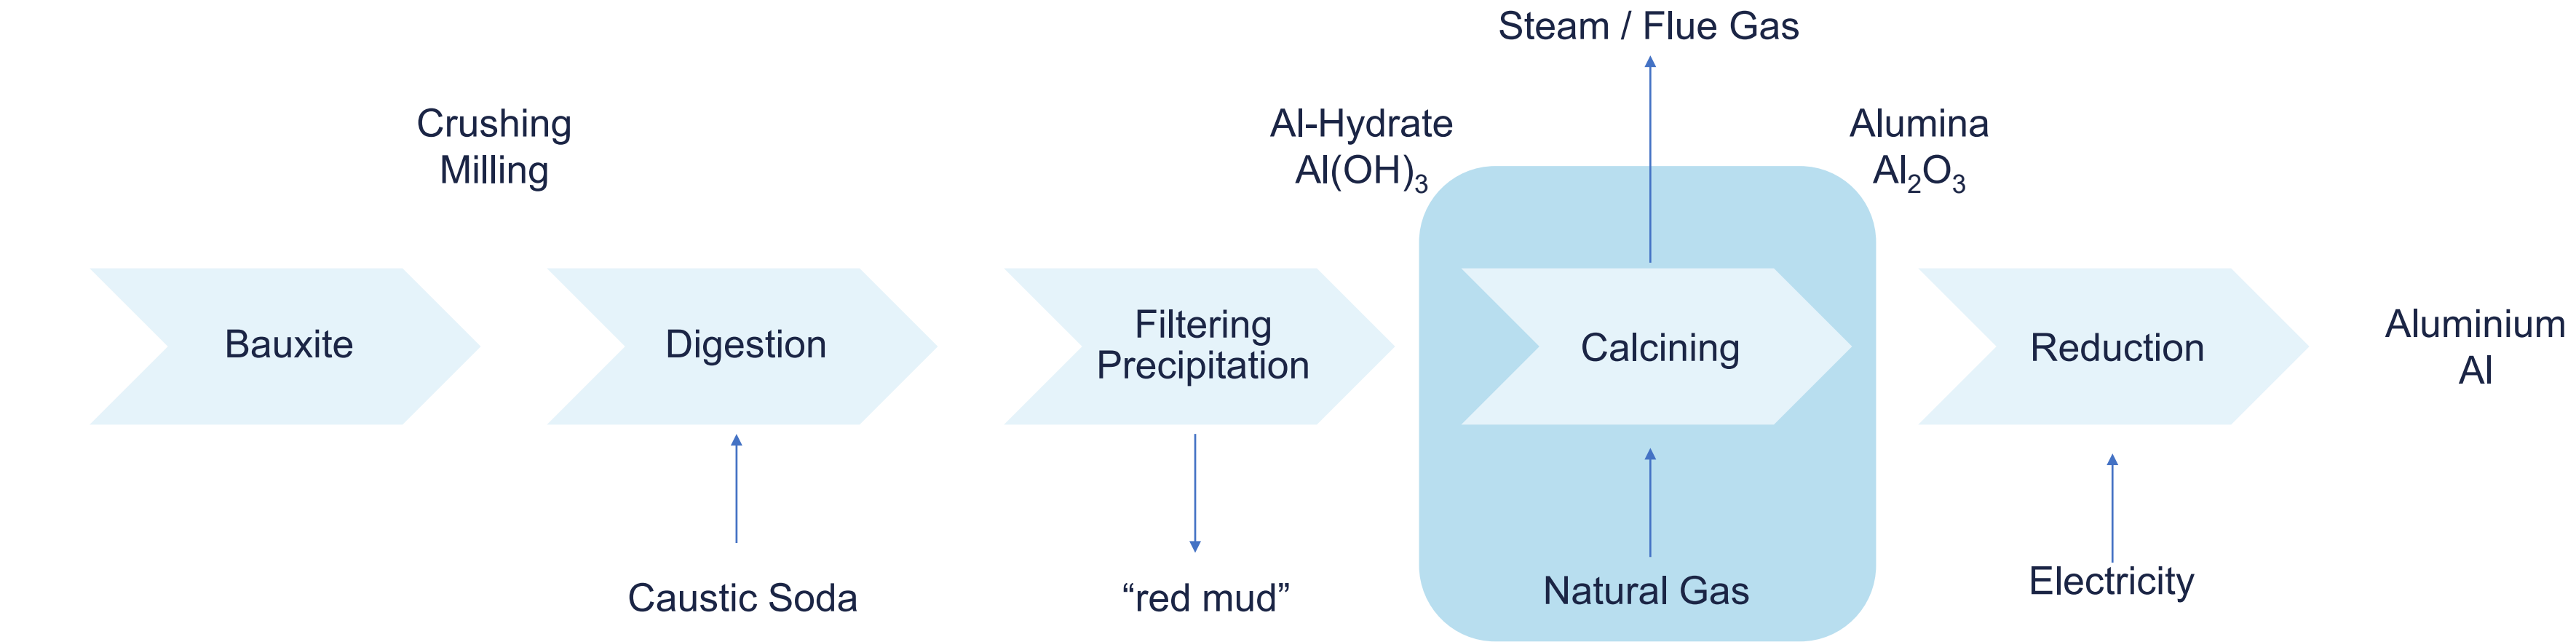 Steam / Flue Gas
Crushing
Milling
Al-Hydrate
Al(OH)₃
Alumina
Al₂O₃
Bauxite
Digestion
Filtering
Precipitation
Calcining
Reduction
Aluminium
Al
Caustic Soda
“red mud”
Natural Gas
Electricity